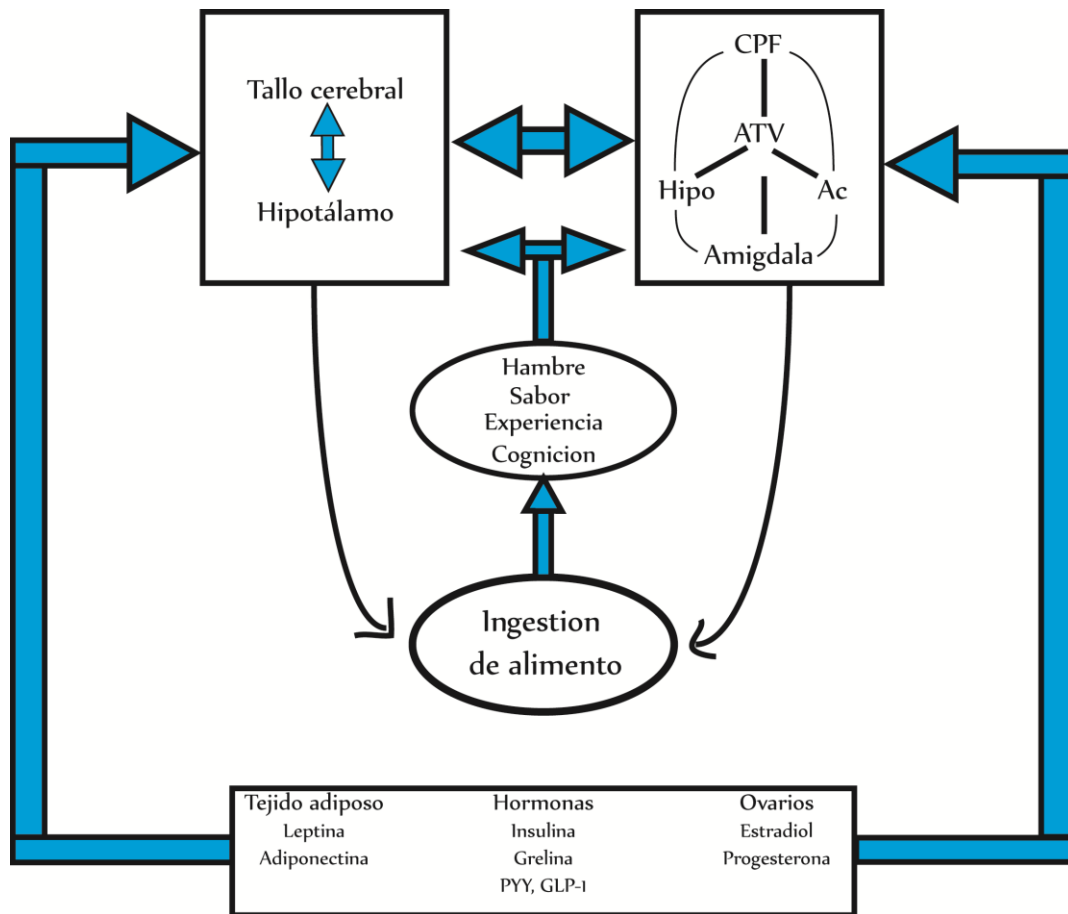 Tallo cerebral
Hipotálamo
CPF
ATV
Hipo
Ac
Amigdala
Hambre
Sabor
Experiencia
Cognicion
Ingestion
de alimento
Tejido adiposo
Leptina
Adiponectina
Hormonas
Insulina
Grelina
PYY, GLP-1
Ovarios
Estradiol
Progesterona